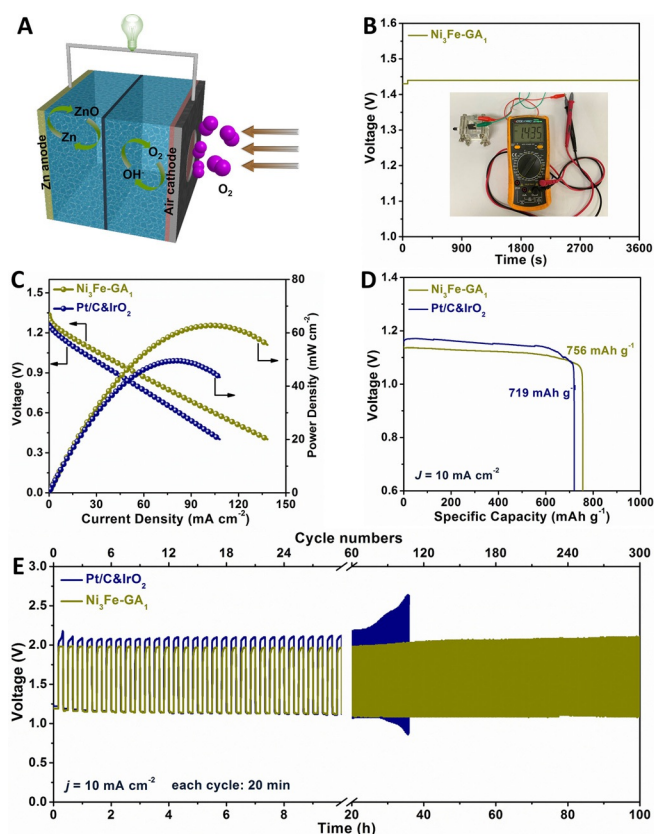 A
ZnO
Zn
Zn anode
O2
OH-
Air cathode
O2
B
Ni3Fe-GA1
Voltage (V)
1.6
1.5
1.4
1.3
1.2
1.1
1.0
1435
0 900 1800 2700 3600
Time (s)
C
Ni3Fe-GA1
Pt/C&IrO2
Voltage (V)
1.5
1.2
0.9
0.6
0.3
0.0
80
60
40
20
0
Power Density (mW cm-2)
0 30 60 90 120 150
Current Density (mA cm-2)
D
Ni3Fe-GA1
Pt/C&IrO2
Voltage (V)
1.4
1.2
1.0
0.8
0.6
756 mAh g-1
719 mAh g-1
J = 10 mA cm-2
0 200 400 600 800 1000
Specific Capacity (mAh g-1)
E
Cycle numbers
0 3 6 9 12 15 18 21 24 60 120 180 240 300
Pt/C&IrO2
Ni3Fe-GA1
Voltage (V)
3.0
2.5
2.0
1.5
1.0
0.5
0.0
j = 10 mA cm-2 each cycle: 20 min
0 2 4 6 8 20 40 60 80 100
Time (h)